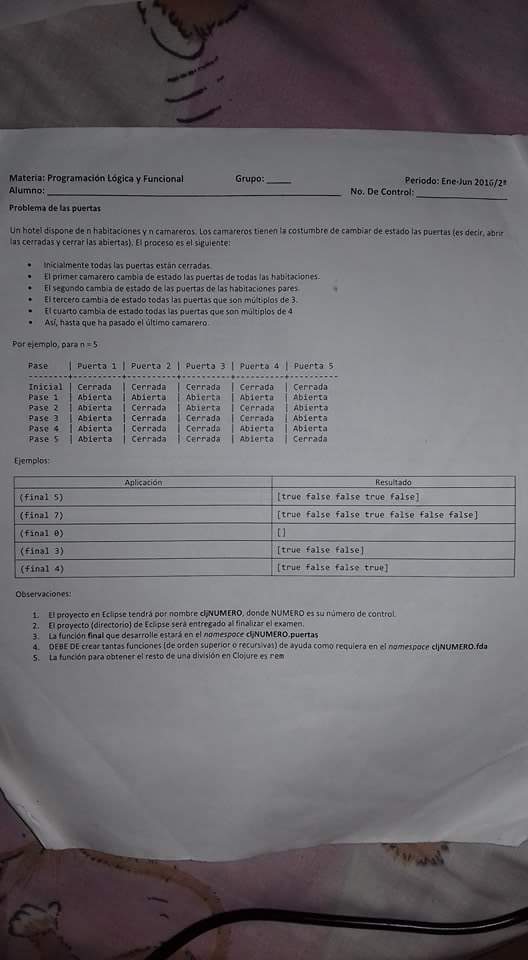 Materia: Programación Lógica y Funcional Grupo: _____ Periodo: Ene-Jun 2016/2ª
Alumno: _____ No. De Control: _____
Problema de las puertas
Un hotel dispone de n habitaciones y n camareros. Los camareros tienen la costumbre de cambiar de estado las puertas (es decir, abrir
las cerradas y cerrar las abiertas). El proceso es el siguiente:
• Inicialmente todas las puertas están cerradas.
• El primer camarero cambia de estado las puertas de todas las habitaciones.
• El segundo cambia de estado de las puertas de las habitaciones pares.
• El tercero cambia de estado todas las puertas que son múltiplos de 3.
• El cuarto cambia de estado todas las puertas que son múltiplos de 4
• Así, hasta que ha pasado el último camarero.
Por ejemplo, para n = 5
Pase | Puerta 1 | Puerta 2 | Puerta 3 | Puerta 4 | Puerta 5
Inicial | Cerrada | Cerrada | Cerrada | Cerrada | Cerrada
Pase 1 | Abierta | Abierta | Abierta | Abierta | Abierta
Pase 2 | Abierta | Cerrada | Abierta | Cerrada | Abierta
Pase 3 | Abierta | Cerrada | Cerrada | Cerrada | Abierta
Pase 4 | Abierta | Cerrada | Cerrada | Abierta | Abierta
Pase 5 | Abierta | Cerrada | Cerrada | Abierta | Cerrada
Ejemplos:
Aplicación Resultado
(final 5) [true false false true false]
(final 7) [true false false true false false false]
(final 0) []
(final 3) [true false false]
(final 4) [true false false true]
Observaciones:
1. El proyecto en Eclipse tendrá por nombre cljNUMERO, donde NUMERO es su número de control.
2. El proyecto (directorio) de Eclipse será entregado al finalizar el examen.
3. La función final que desarrolle estará en el namespace cljNUMERO.puertas
4. DEBE DE crear tantas funciones (de orden superior o recursivas) de ayuda como requiera en el namespace cljNUMERO.fda
5. La función para obtener el resto de una división en Clojure es rem